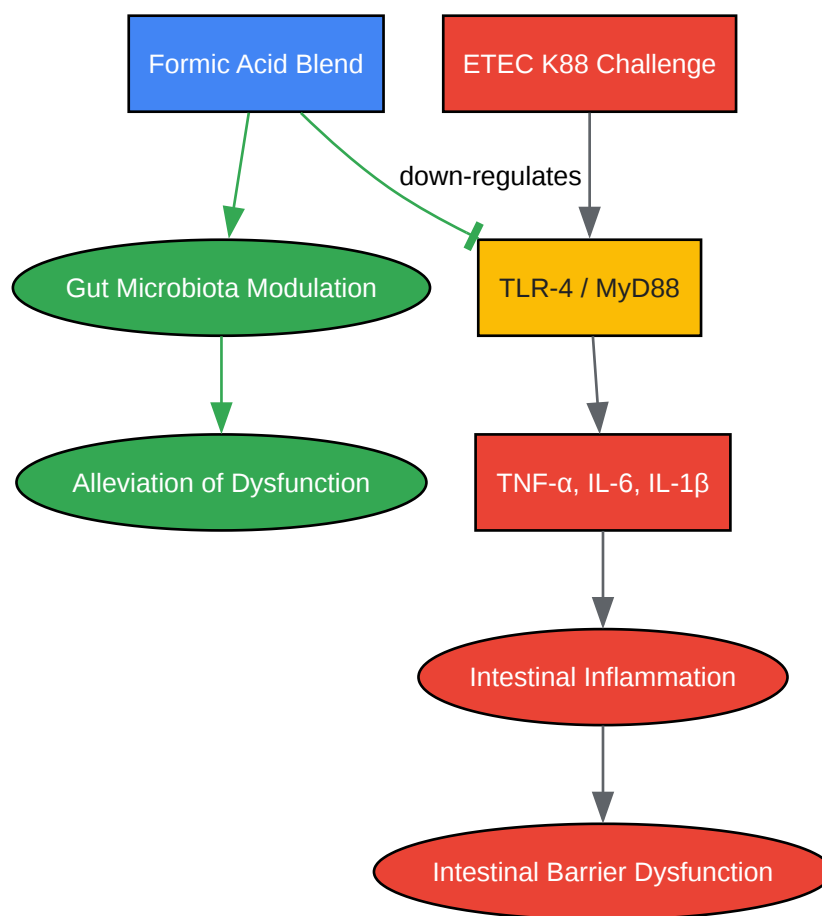 Formic Acid Blend
ETEC K88 Challenge
down-regulates
Gut Microbiota Modulation
TLR-4 / MyD88
Alleviation of Dysfunction
TNF-α, IL-6, IL-1β
Intestinal Inflammation
Intestinal Barrier Dysfunction